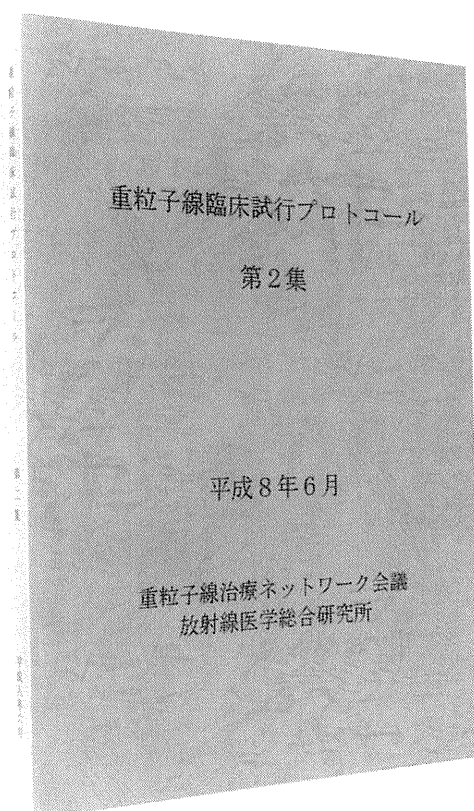 重粒子線臨床試行プロトコール
第2集
平成8年6月
重粒子線治療ネットワーク会議
放射線医学総合研究所